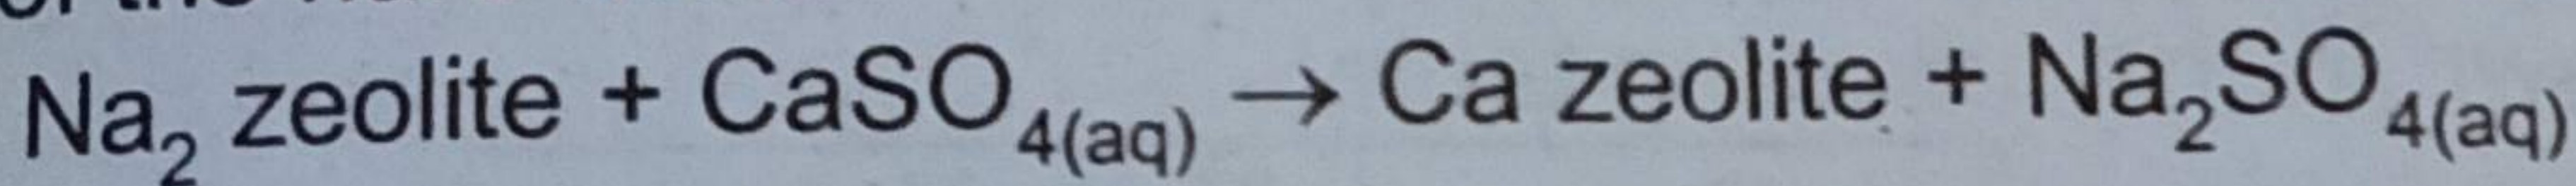 Na₂ zeolite + CaSO₄(aq) → Ca zeolite + Na₂SO₄(aq)